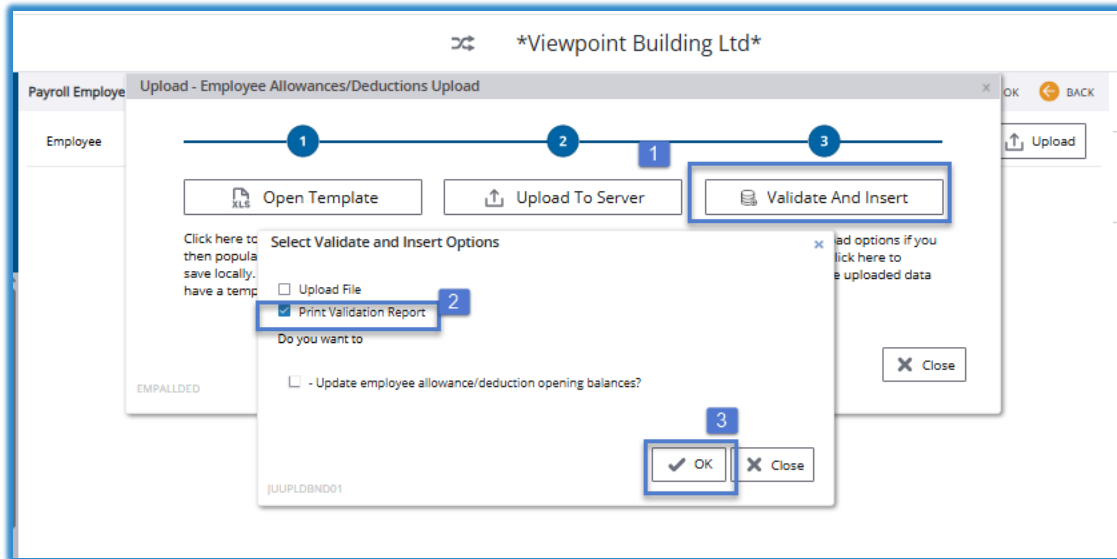 *Viewpoint Building Ltd*
Payroll Employe
Upload - Employee Allowances/Deductions Upload
OK
BACK
Employee
1
2
3
Upload
1
XLS
Open Template
Upload To Server
Validate And Insert
Click here to
then popula
save locally.
have a temp
ad options if you
lick here to
e uploaded data
Select Validate and Insert Options
Upload File
Print Validation Report
2
Do you want to
- Update employee allowance/deduction opening balances?
Close
EMPALLDED
3
OK
Close
JUUPLDBND01